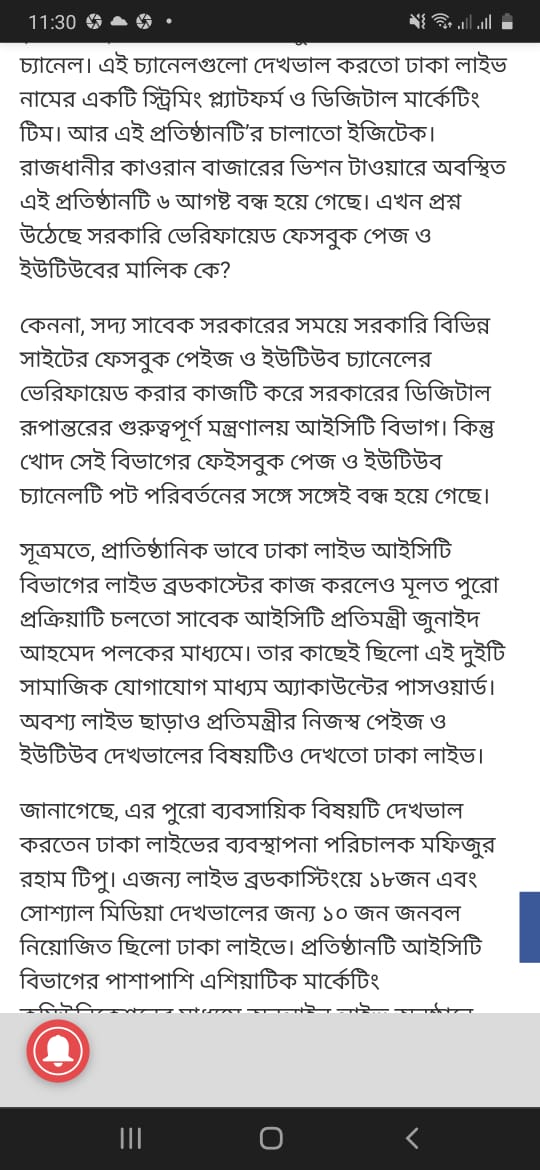 11:30
চ্যানেল। এই চ্যানেলগুলো দেখভাল করতো ঢাকা লাইভ
নামের একটি স্ট্রিমিং প্ল্যাটফর্ম ও ডিজিটাল মার্কেটিং
টিম। আর এই প্রতিষ্ঠানটি’র চালাতো ইজিটেক।
রাজধানীর কাওরান বাজারের ভিশন টাওয়ারে অবস্থিত
এই প্রতিষ্ঠানটি ৬ আগষ্ট বন্ধ হয়ে গেছে। এখন প্রশ্ন
উঠেছে সরকারি ভেরিফায়েড ফেসবুক পেজ ও
ইউটিউবের মালিক কে?
কেননা, সদ্য সাবেক সরকারের সময়ে সরকারি বিভিন্ন
সাইটের ফেসবুক পেইজ ও ইউটিউব চ্যানেলের
ভেরিফায়েড করার কাজটি করে সরকারের ডিজিটাল
রূপান্তরের গুরুত্বপূর্ণ মন্ত্রণালয় আইসিটি বিভাগ। কিন্তু
খোদ সেই বিভাগের ফেইসবুক পেজ ও ইউটিউব
চ্যানেলটি পট পরিবর্তনের সঙ্গে সঙ্গেই বন্ধ হয়ে গেছে।
সূত্রমতে, প্রাতিষ্ঠানিক ভাবে ঢাকা লাইভ আইসিটি
বিভাগের লাইভ ব্রডকাস্টের কাজ করলেও মূলত পুরো
প্রক্রিয়াটি চলতো সাবেক আইসিটি প্রতিমন্ত্রী জুনাইদ
আহমেদ পলকের মাধ্যমে। তার কাছেই ছিলো এই দুইটি
সামাজিক যোগাযোগ মাধ্যম অ্যাকাউন্টের পাসওয়ার্ড।
অবশ্য লাইভ ছাড়াও প্রতিমন্ত্রীর নিজস্ব পেইজ ও
ইউটিউব দেখভালের বিষয়টিও দেখতো ঢাকা লাইভ।
জানাগেছে, এর পুরো ব্যবসায়িক বিষয়টি দেখভাল
করতেন ঢাকা লাইভের ব্যবস্থাপনা পরিচালক মফিজুর
রহাম টিপু। এজন্য লাইভ ব্রডকাস্টিংয়ে ১৮জন এবং
সোশ্যাল মিডিয়া দেখভালের জন্য ১০ জন জনবল
নিয়োজিত ছিলো ঢাকা লাইভে। প্রতিষ্ঠানটি আইসিটি
বিভাগের পাশাপাশি এশিয়াটিক মার্কেটিং